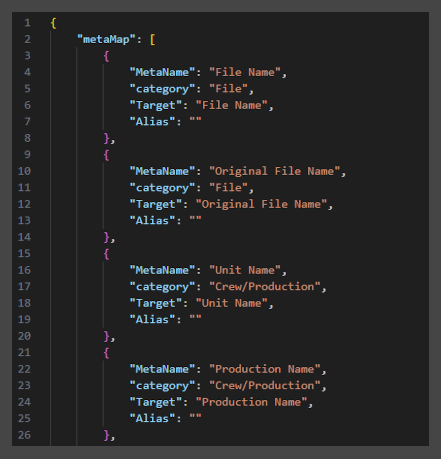 1 {
2 "metaMap": [
3 {
4 "MetaName": "File Name",
5 "category": "File",
6 "Target": "File Name",
7 "Alias": ""
8 },
9 {
10 "MetaName": "Original File Name",
11 "category": "File",
12 "Target": "Original File Name",
13 "Alias": ""
14 },
15 {
16 "MetaName": "Unit Name",
17 "category": "Crew/Production",
18 "Target": "Unit Name",
19 "Alias": ""
20 },
21 {
22 "MetaName": "Production Name",
23 "category": "Crew/Production",
24 "Target": "Production Name",
25 "Alias": ""
26 },